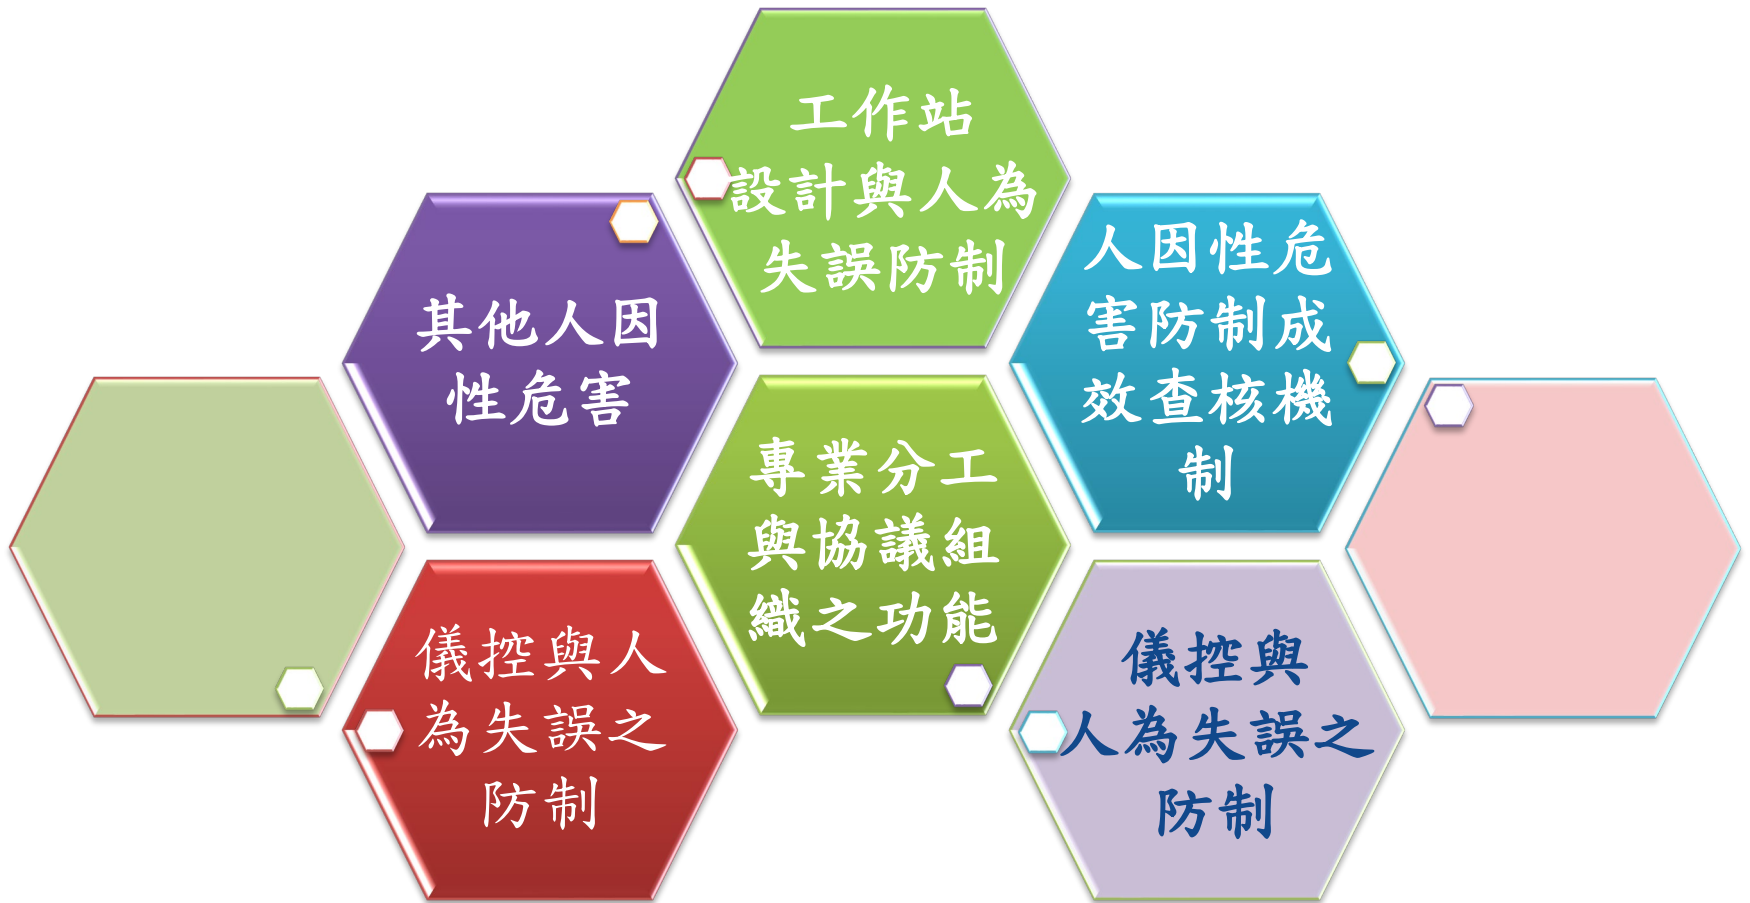 工作站
設計與人為
失誤防制
其他人因
性危害
人因性危
害防制成
效查核機
制
專業分工
與協議組
織之功能
儀控與人
為失誤之
防制
儀控與
人為失誤之
防制